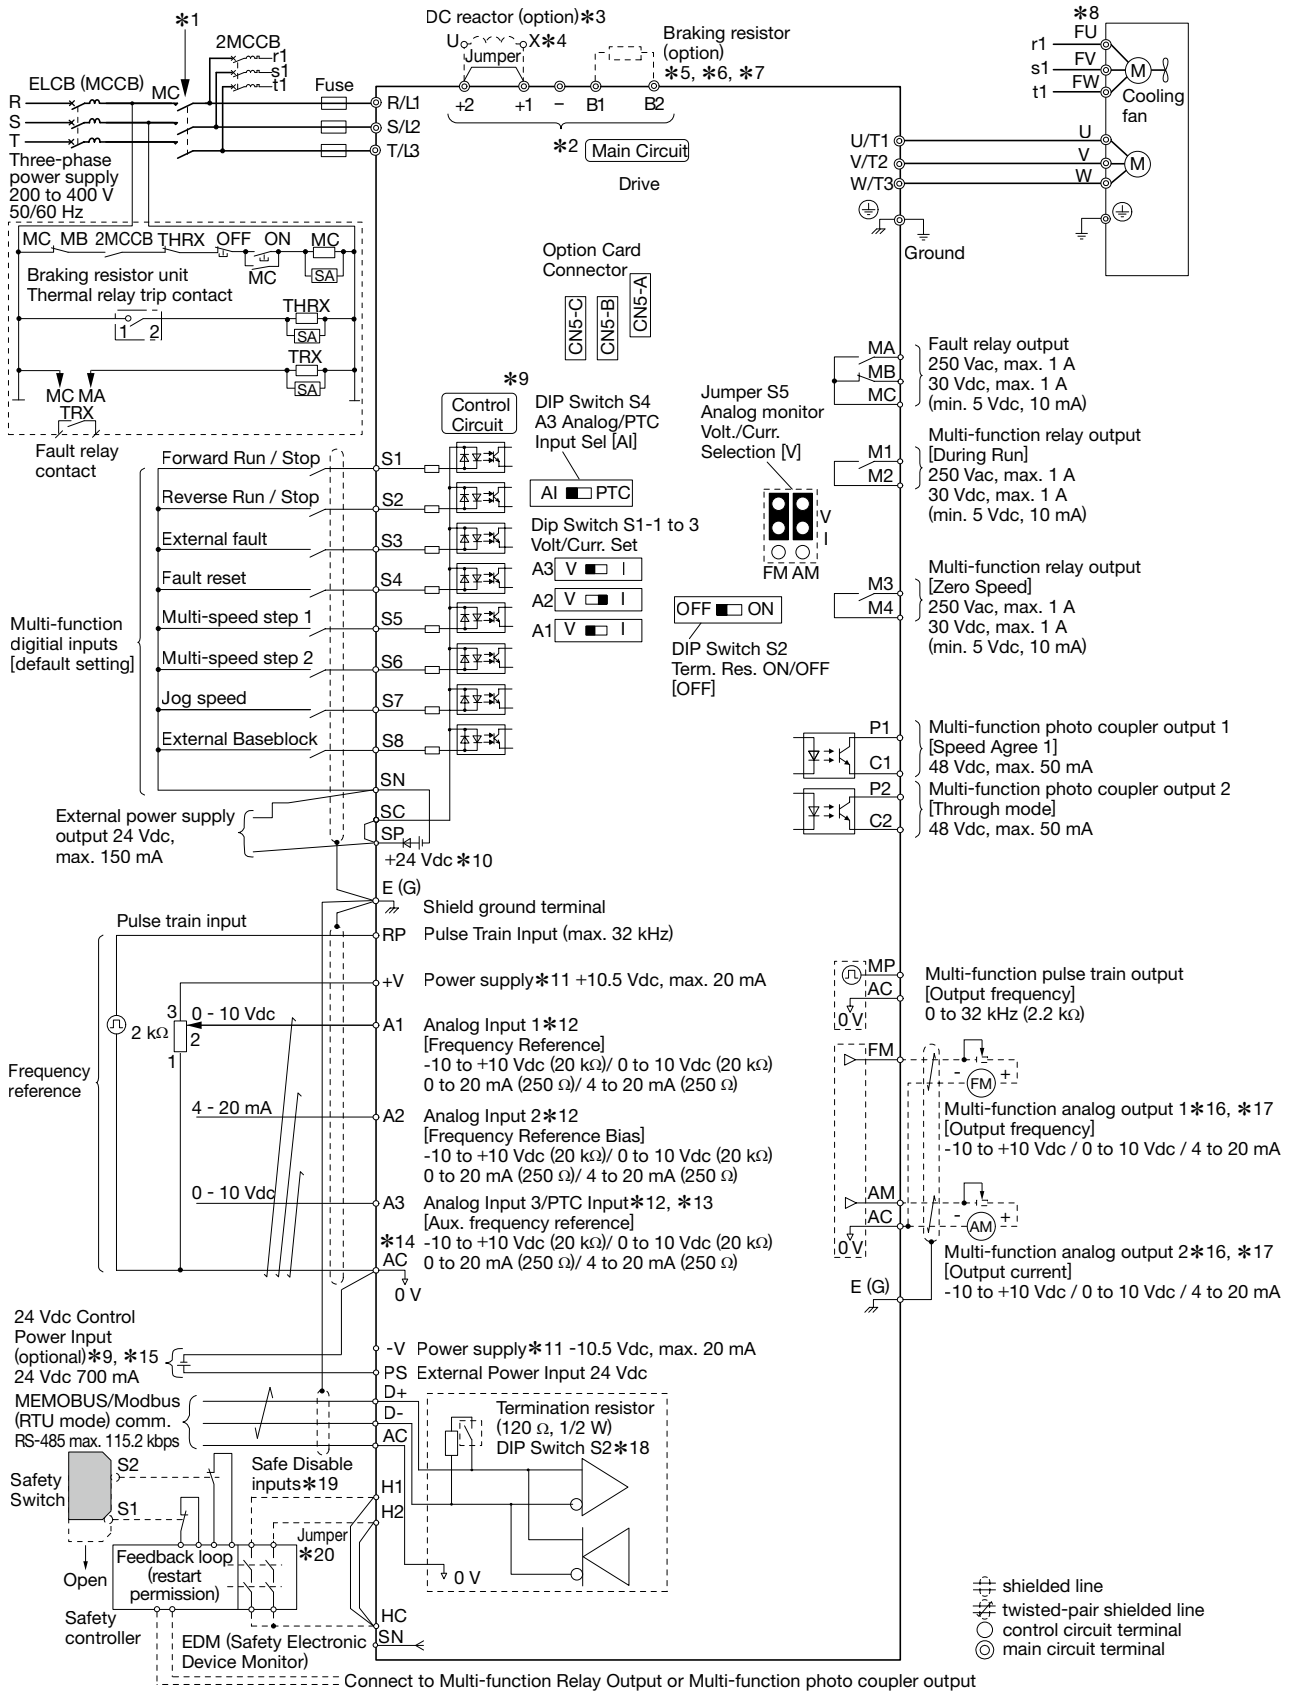 DC reactor (option)✱3
U X✱4
Jumper
Braking resistor
(option)
✱5, ✱6, ✱7
+2 +1 − B1 B2
✱2 Main Circuit
Drive
✱1
2MCCB
r1
s1
t1
ELCB (MCCB)
MC
Fuse
R
S
T
R/L1
S/L2
T/L3
Three-phase
power supply
200 to 400 V
50/60 Hz
✱8
r1 FU
s1 FV
t1 FW
M
Cooling
fan
U/T1 U
V/T2 V
W/T3 W
M
Ground
MC MB 2MCCB THRX OFF ON MC
MC SA
Braking resistor unit
Thermal relay trip contact
1 2
THRX
SA
TRX
SA
MC MA
TRX
Fault relay
contact
Option Card
Connector
CN5-C
CN5-B
CN5-A
✱9
Control
Circuit
DIP Switch S4
A3 Analog/PTC
Input Sel [AI]
AI PTC
Dip Switch S1-1 to 3
Volt/Curr. Set
A3 V I
A2 V I
A1 V I
Jumper S5
Analog monitor
Volt./Curr.
Selection [V]
V
I
FM AM
OFF ON
DIP Switch S2
Term. Res. ON/OFF
[OFF]
MA
MB
MC
Fault relay output
250 Vac, max. 1 A
30 Vdc, max. 1 A
(min. 5 Vdc, 10 mA)
M1
M2
Multi-function relay output
[During Run]
250 Vac, max. 1 A
30 Vdc, max. 1 A
(min. 5 Vdc, 10 mA)
M3
M4
Multi-function relay output
[Zero Speed]
250 Vac, max. 1 A
30 Vdc, max. 1 A
(min. 5 Vdc, 10 mA)
P1
C1
Multi-function photo coupler output 1
[Speed Agree 1]
48 Vdc, max. 50 mA
P2
C2
Multi-function photo coupler output 2
[Through mode]
48 Vdc, max. 50 mA
Multi-function
digitial inputs
[default setting]
Forward Run / Stop S1
Reverse Run / Stop S2
External fault S3
Fault reset S4
Multi-speed step 1 S5
Multi-speed step 2 S6
Jog speed S7
External Baseblock S8
SN
SC
SP
External power supply
output 24 Vdc,
max. 150 mA
+24 Vdc ✱10
E (G)
Shield ground terminal
Pulse train input
RP Pulse Train Input (max. 32 kHz)
+V Power supply✱11 +10.5 Vdc, max. 20 mA
Frequency
reference
2 kΩ
3
2
1
0 - 10 Vdc
A1 Analog Input 1✱12
[Frequency Reference]
-10 to +10 Vdc (20 kΩ)/ 0 to 10 Vdc (20 kΩ)
0 to 20 mA (250 Ω)/ 4 to 20 mA (250 Ω)
4 - 20 mA
A2 Analog Input 2✱12
[Frequency Reference Bias]
-10 to +10 Vdc (20 kΩ)/ 0 to 10 Vdc (20 kΩ)
0 to 20 mA (250 Ω)/ 4 to 20 mA (250 Ω)
0 - 10 Vdc
A3 Analog Input 3/PTC Input✱12, ✱13
[Aux. frequency reference]
✱14 -10 to +10 Vdc (20 kΩ)/ 0 to 10 Vdc (20 kΩ)
AC 0 to 20 mA (250 Ω)/ 4 to 20 mA (250 Ω)
0 V
MP
AC
0 V
Multi-function pulse train output
[Output frequency]
0 to 32 kHz (2.2 kΩ)
FM
- +
FM
Multi-function analog output 1✱16, ✱17
[Output frequency]
-10 to +10 Vdc / 0 to 10 Vdc / 4 to 20 mA
AM
AC
0 V
- +
AM
Multi-function analog output 2✱16, ✱17
[Output current]
-10 to +10 Vdc / 0 to 10 Vdc / 4 to 20 mA
E (G)
24 Vdc Control
Power Input
(optional)✱9, ✱15
24 Vdc 700 mA
-V Power supply✱11 -10.5 Vdc, max. 20 mA
PS External Power Input 24 Vdc
MEMOBUS/Modbus
(RTU mode) comm.
RS-485 max. 115.2 kbps
D+
D-
AC
Termination resistor
(120 Ω, 1/2 W)
DIP Switch S2✱18
0 V
Safety
Switch
S2
S1
Open
Safe Disable
inputs✱19
H1
H2
Jumper
✱20
Feedback loop
(restart
permission)
Safety
controller
HC
SN
EDM (Safety Electronic
Device Monitor)
Connect to Multi-function Relay Output or Multi-function photo coupler output
shielded line
twisted-pair shielded line
control circuit terminal
main circuit terminal